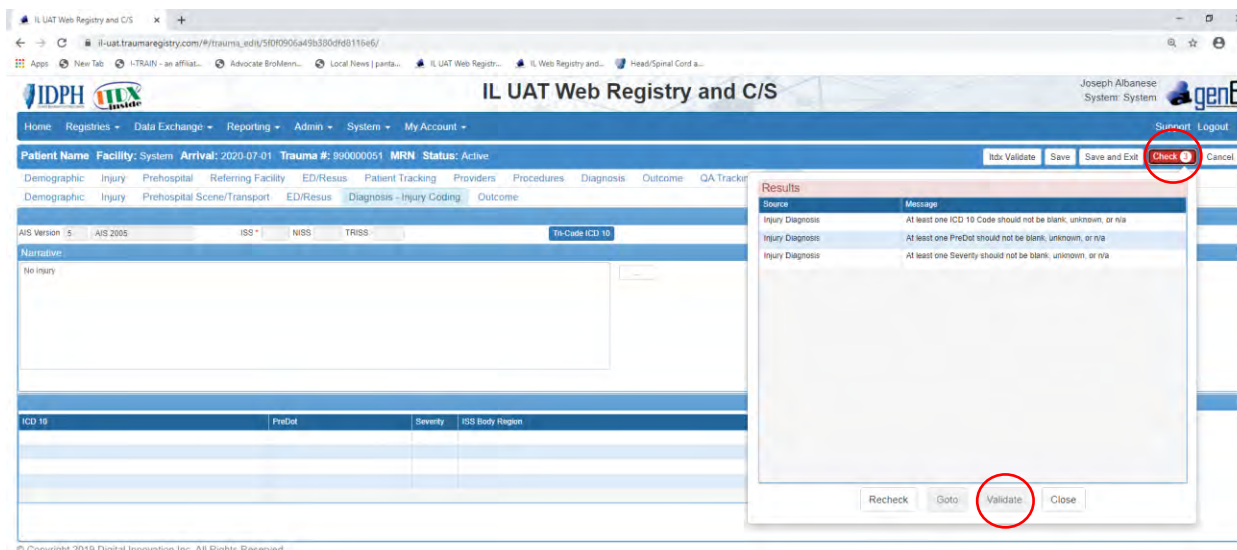 IL UAT Web Registry and C/S × +
il-uat.traumaregistry.com/#/trauma_edit/5f0f0906a49b380dfd8116e6/
Apps New Tab I-TRAIN - an affiliat... Advocate BroMenn... Local News | panta... IL UAT Web Registr... IL Web Registry and... Head/Spinal Cord a...
IDPH ITDX inside IL UAT Web Registry and C/S Joseph Albanese
System: System
Home Registries Data Exchange Reporting Admin System My Account Support Logout
Patient Name Facility: System Arrival: 2020-07-01 Trauma #: 990000051 MRN Status: Active Itdx Validate Save Save and Exit Check 3 Cancel
Demographic Injury Prehospital Referring Facility ED/Resus Patient Tracking Providers Procedures Diagnosis Outcome
Demographic Injury Prehospital Scene/Transport ED/Resus Diagnosis - Injury Coding Outcome
AIS Version 5 AIS 2005 ISS * NISS TRISS Tri-Code ICD 10
Narrative
No injury
...
ICD 10 PreDot Severity ISS Body Region
Results
Source Message
Injury Diagnosis At least one ICD 10 Code should not be blank, unknown, or n/a
Injury Diagnosis At least one PreDot should not be blank, unknown, or n/a
Injury Diagnosis At least one Severity should not be blank, unknown, or n/a
Recheck Goto Validate Close
© Copyright 2019 Digital Innovation Inc. All Rights Reserved